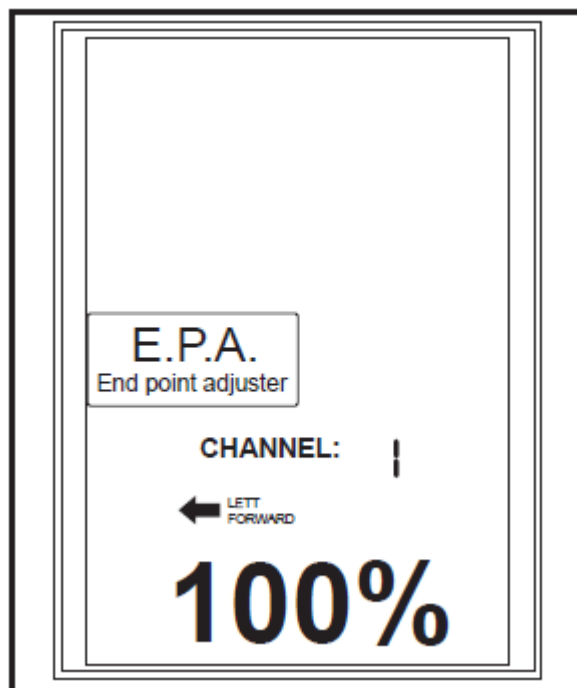 E.P.A.
End point adjuster
CHANNEL: 1
LETT
FORWARD
100%